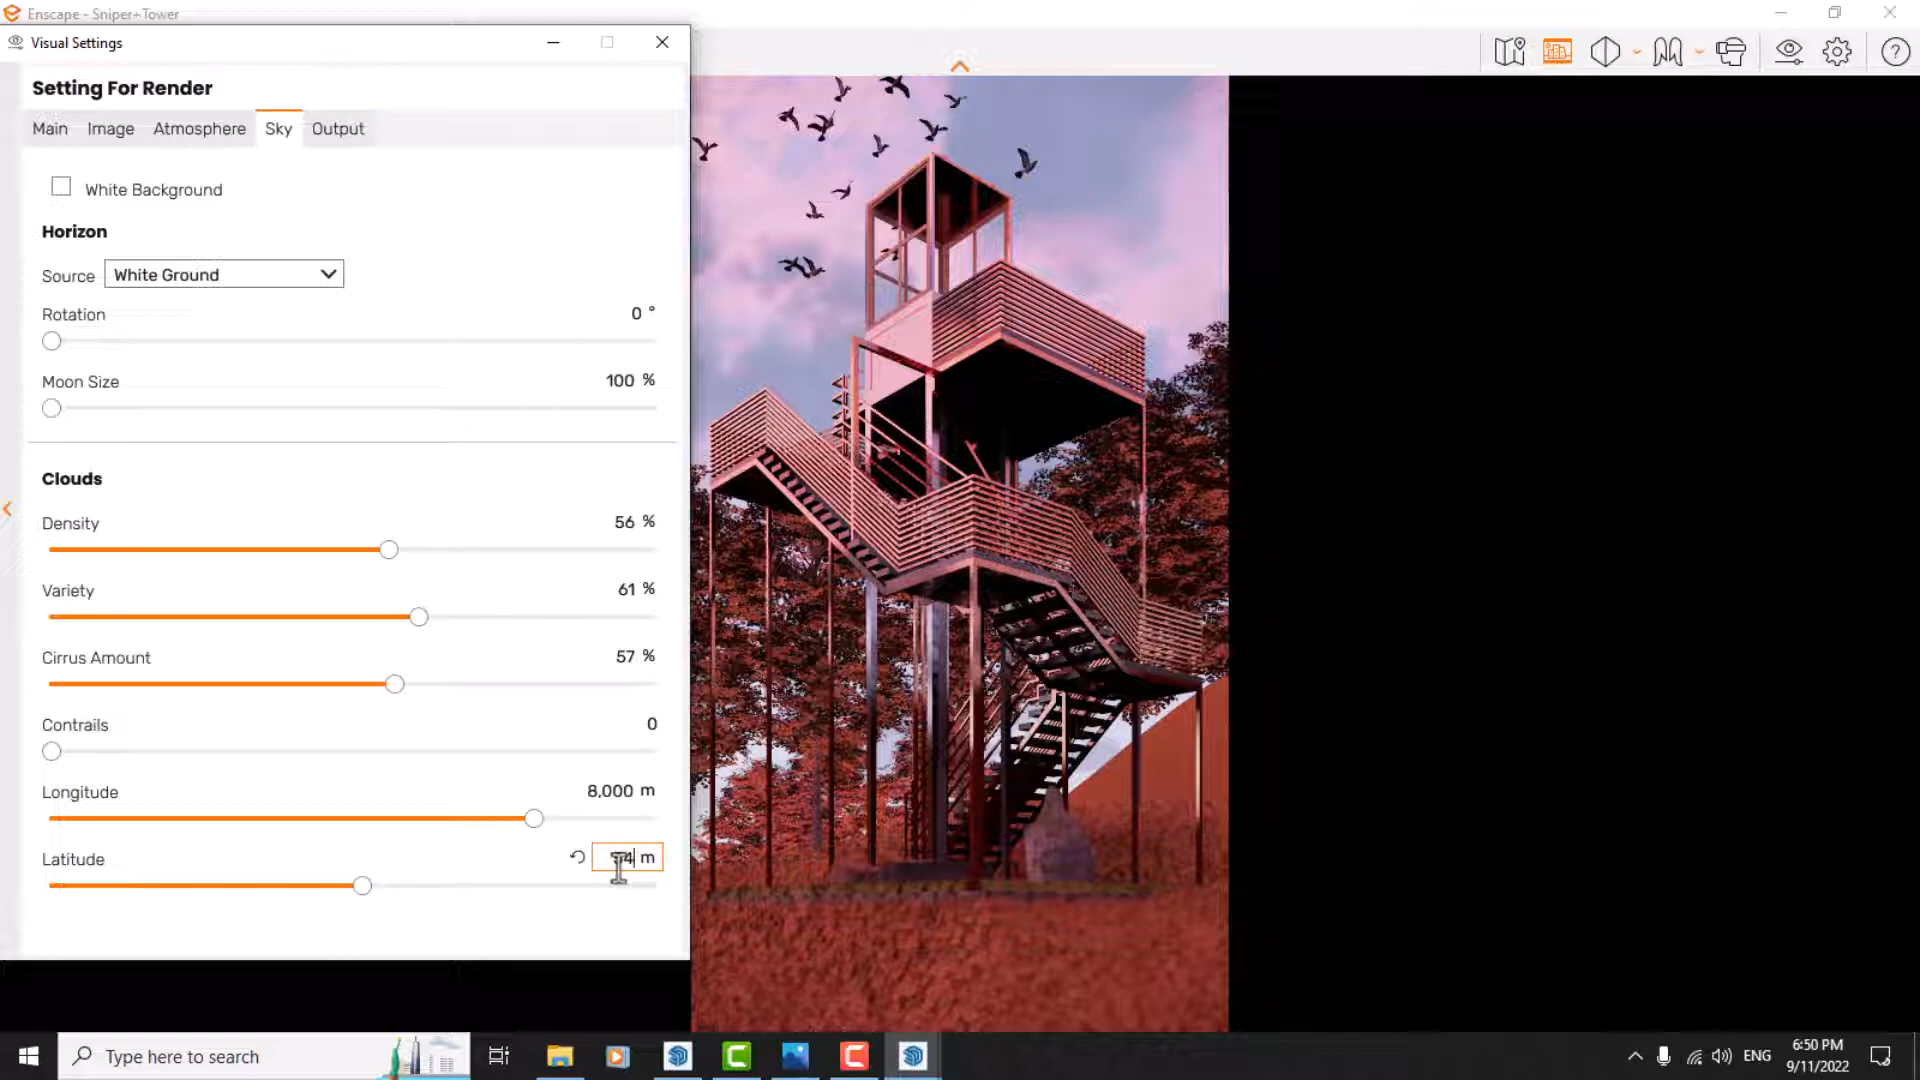 Enscape - Sniper+Tower
Visual Settings
Setting For Render
Main Image Atmosphere Sky Output
White Background
Horizon
Source White Ground
Rotation 0 °
Moon Size 100 %
Clouds
Density 56 %
Variety 61 %
Cirrus Amount 57 %
Contrails 0
Longitude 8,000 m
Latitude m
Type here to search
ENG
6:50 PM
9/11/2022